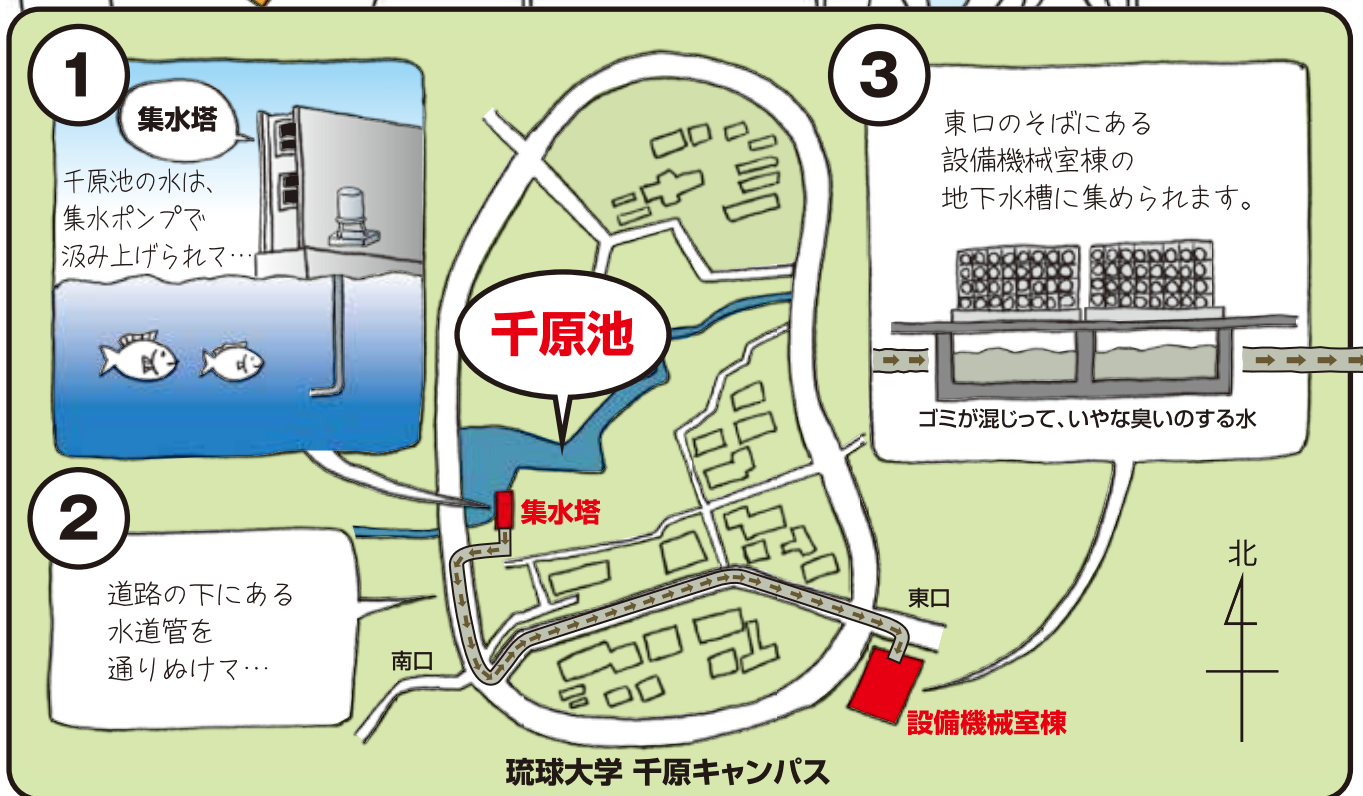 1
集水塔
千原池の水は、
集水ポンプで
汲み上げられて…
2
道路の下にある
水道管を
通りぬけて…
3
東口のそばにある
設備機械室棟の
地下水槽に集められます。
ゴミが混じって、いやな臭いのする水
千原池
集水塔
南口
東口
設備機械室棟
北
琉球大学 千原キャンパス